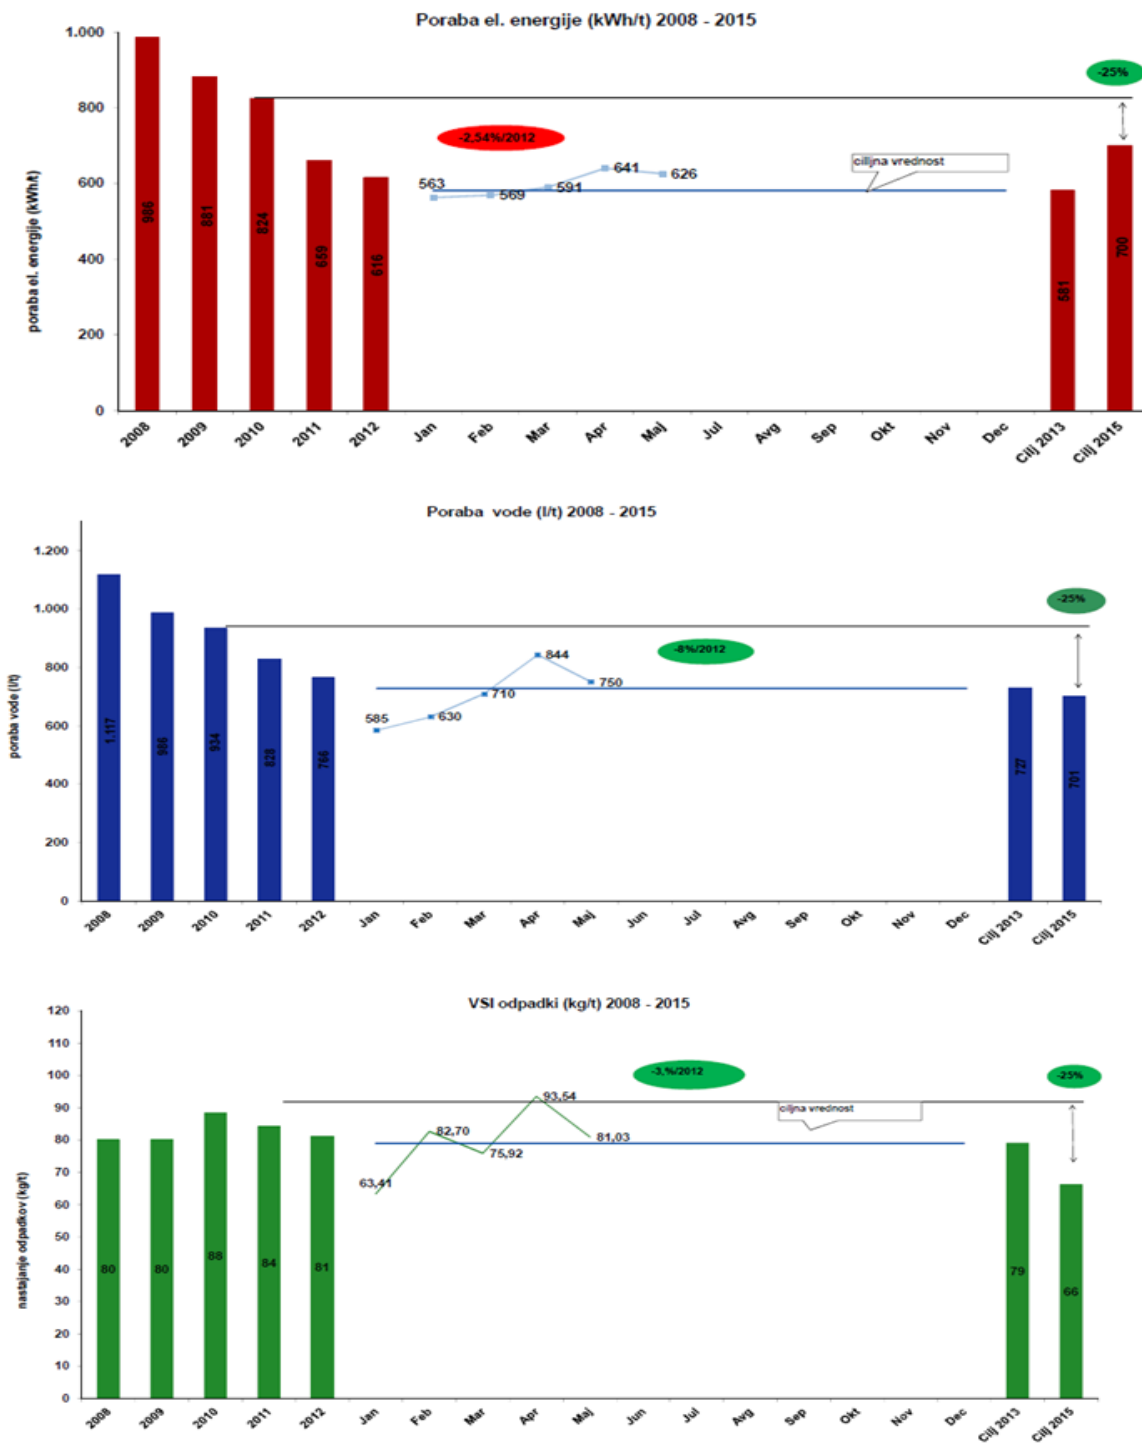 Poraba el. energije (kWh/t) 2008 - 2015
1.000
800
600
400
200
0
poraba el. energije (kWh/t)
986
881
824
659
616
-2,54%/2012
563
569
591
641
626
ciljna vrednost
-25%
581
700
2008
2009
2010
2011
2012
Jan
Feb
Mar
Apr
Maj
Jul
Avg
Sep
Okt
Nov
Dec
Cilj 2013
Cilj 2015
Poraba vode (l/t) 2008 - 2015
1.200
1.000
800
600
400
200
0
poraba vode (l/t)
1.117
986
934
828
766
585
630
710
844
750
-8%/2012
-25%
727
701
2008
2009
2010
2011
2012
Jan
Feb
Mar
Apr
Maj
Jun
Jul
Avg
Sep
Okt
Nov
Dec
Cilj 2013
Cilj 2015
VSI odpadki (kg/t) 2008 - 2015
120
110
100
90
80
70
60
50
40
30
20
10
0
nastajanje odpadkov (kg/t)
80
80
88
84
81
63,41
82,70
75,92
93,54
81,03
-3,%/2012
ciljna vrednost
-25%
79
66
2008
2009
2010
2011
2012
Jan
Feb
Mar
Apr
Maj
Jun
Jul
Avg
Sep
Okt
Nov
Dec
Cilj 2013
Cilj 2015